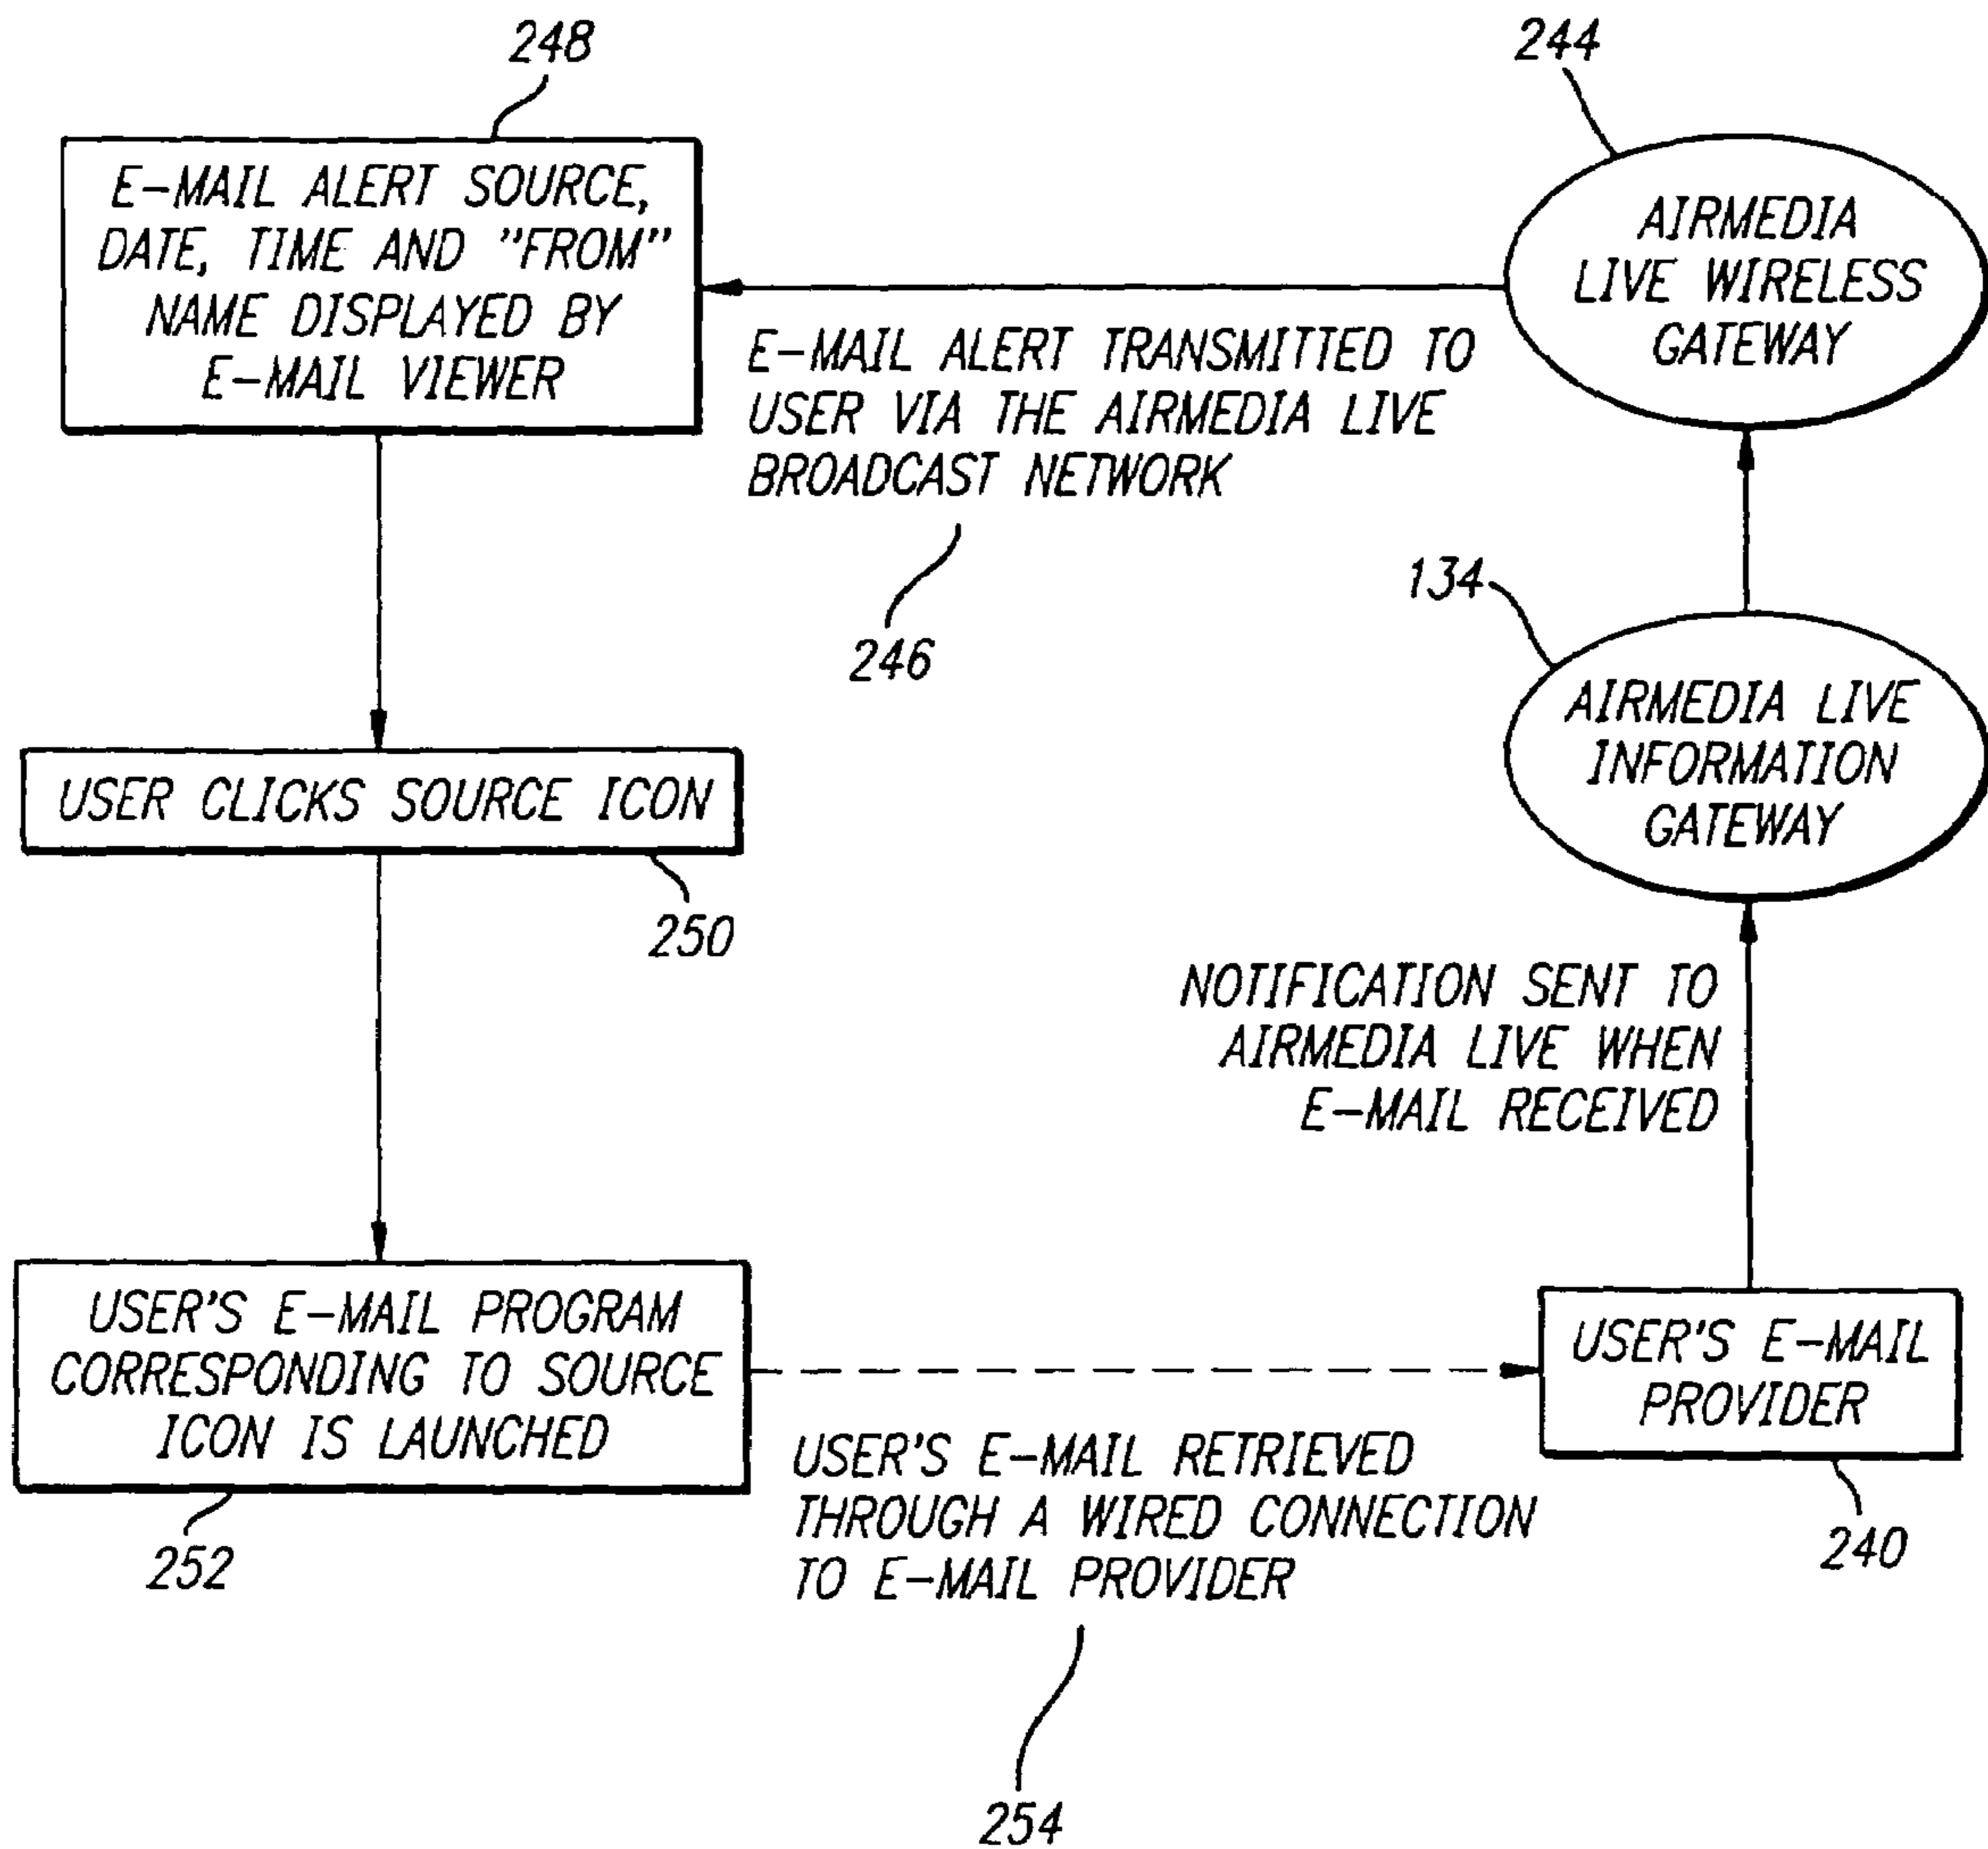 248
244
E-MAIL ALERT SOURCE,
DATE, TIME AND "FROM"
NAME DISPLAYED BY
E-MAIL VIEWER
AIRMEDIA
LIVE WIRELESS
GATEWAY
E-MAIL ALERT TRANSMITTED TO
USER VIA THE AIRMEDIA LIVE
BROADCAST NETWORK
246
134
AIRMEDIA LIVE
INFORMATION
GATEWAY
USER CLICKS SOURCE ICON
250
NOTIFICATION SENT TO
AIRMEDIA LIVE WHEN
E-MAIL RECEIVED
USER'S E-MAIL PROGRAM
CORRESPONDING TO SOURCE
ICON IS LAUNCHED
252
USER'S E-MAIL
PROVIDER
240
USER'S E-MAIL RETRIEVED
THROUGH A WIRED CONNECTION
TO E-MAIL PROVIDER
254